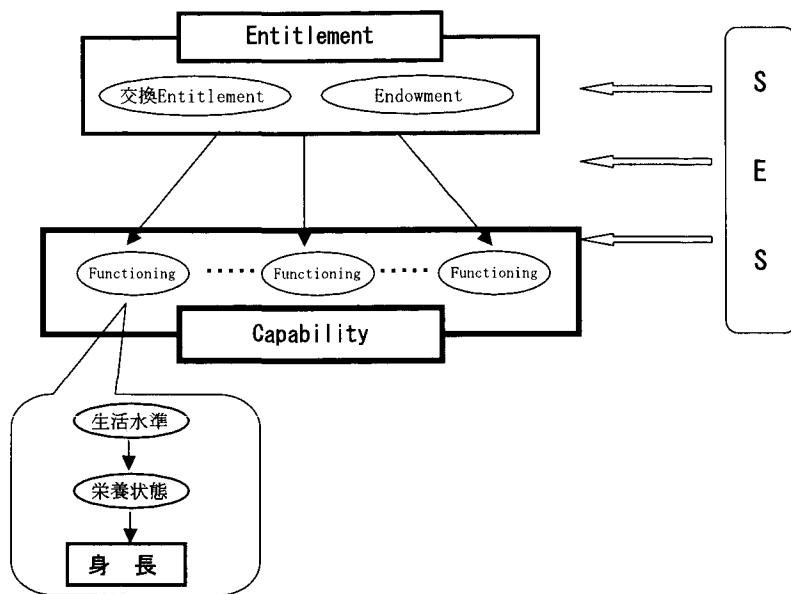 Entitlement
交換Entitlement
Endowment
S
E
S
Functioning
Functioning
Functioning
Capability
生活水準
栄養状態
身 長